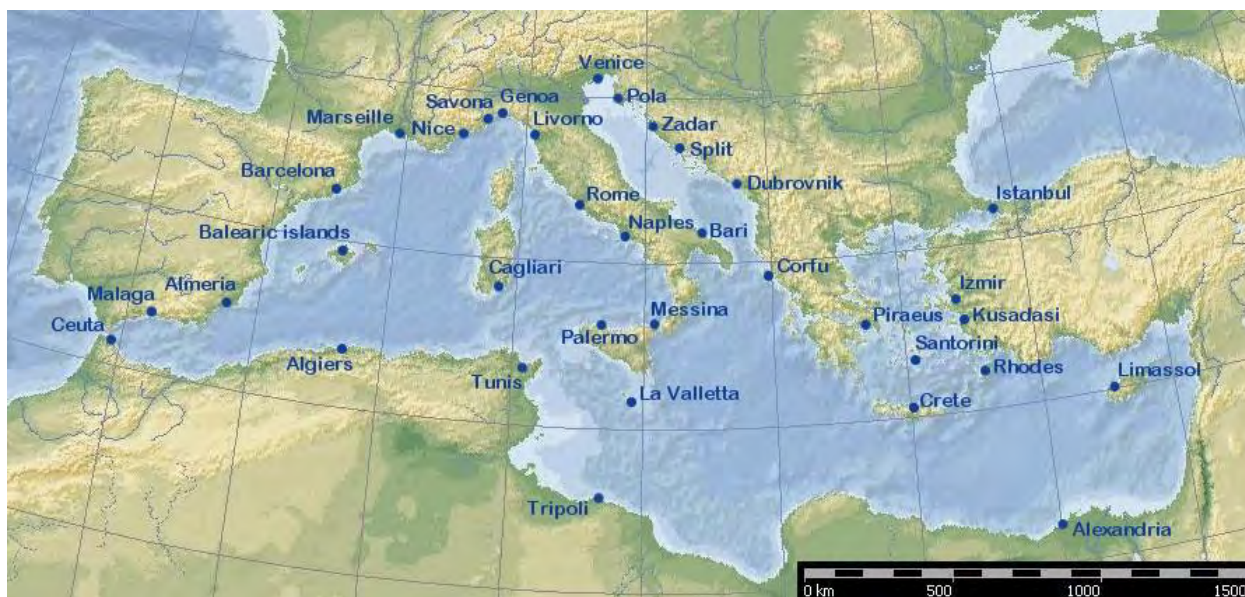 Venice
Savona
Genoa
Pola
Marseille
Nice
Livorno
Zadar
Split
Barcelona
Dubrovnik
Rome
Istanbul
Balearic islands
Naples
Bari
Cagliari
Corfu
Almeria
Izmir
Malaga
Messina
Kusadasi
Ceuta
Palermo
Piraeus
Algiers
Santorini
Tunis
Rhodes
Limassol
La Valletta
Crete
Tripoli
Alexandria
0 km 500 1000 1500